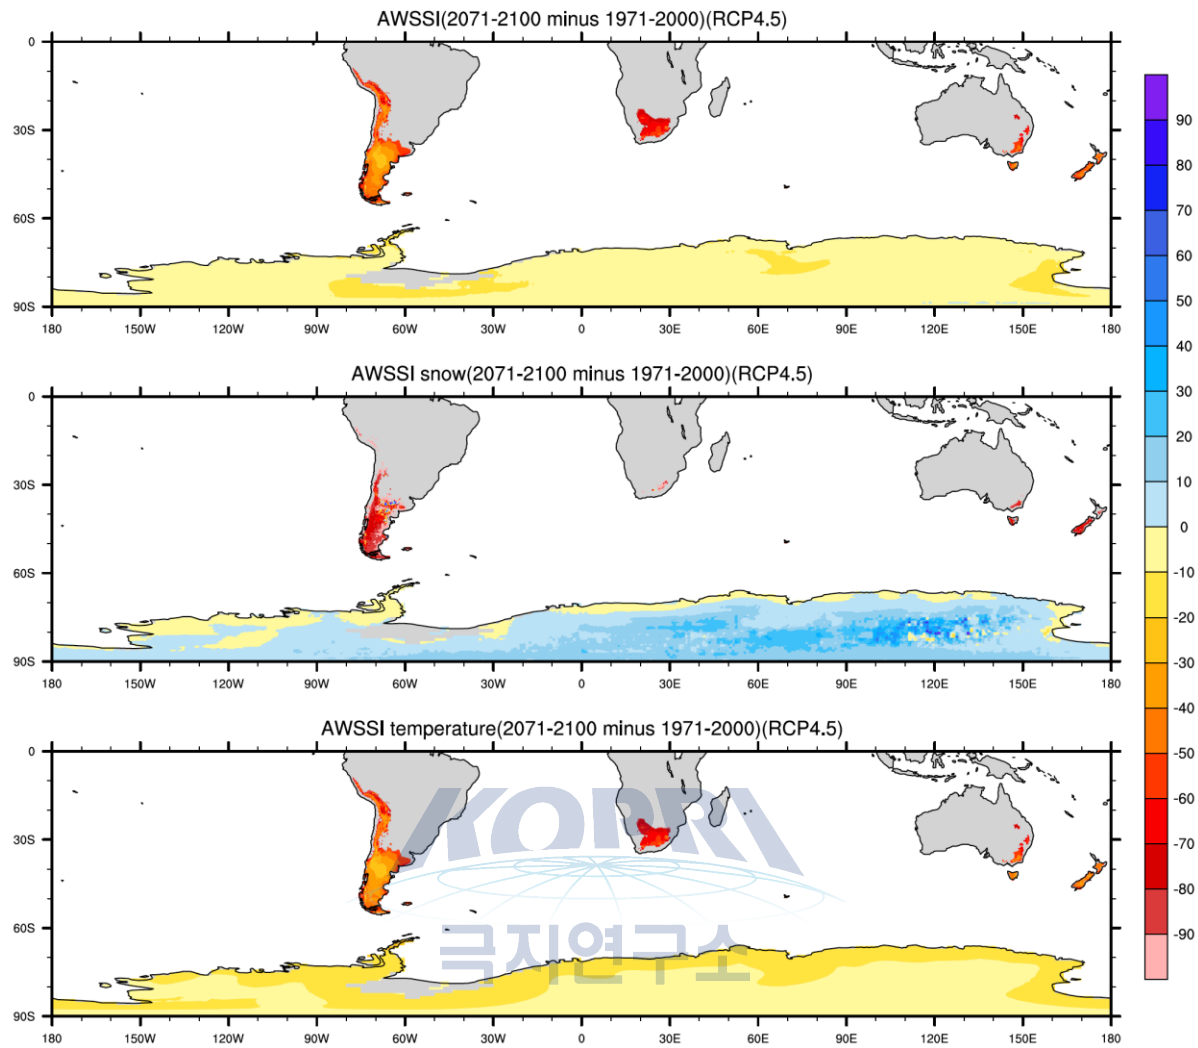 AWSSI(2071-2100 minus 1971-2000)(RCP4.5)
0
30S
60S
90S
180 150W 120W 90W 60W 30W 0 30E 60E 90E 120E 150E 180
AWSSI snow(2071-2100 minus 1971-2000)(RCP4.5)
0
30S
60S
90S
180 150W 120W 90W 60W 30W 0 30E 60E 90E 120E 150E 180
AWSSI temperature(2071-2100 minus 1971-2000)(RCP4.5)
0
30S
60S
90S
180 150W 120W 90W 60W 30W 0 30E 60E 90E 120E 150E 180
KOPRI
극지연구소
90
80
70
60
50
40
30
20
10
0
-10
-20
-30
-40
-50
-60
-70
-80
-90